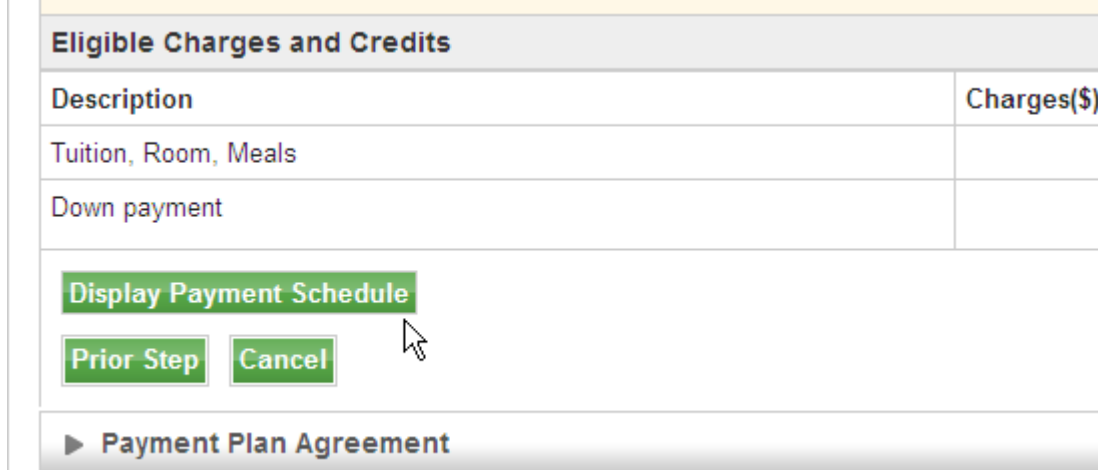 Eligible Charges and Credits
Description Charges($)
Tuition, Room, Meals
Down payment
Display Payment Schedule
Prior Step Cancel
Payment Plan Agreement